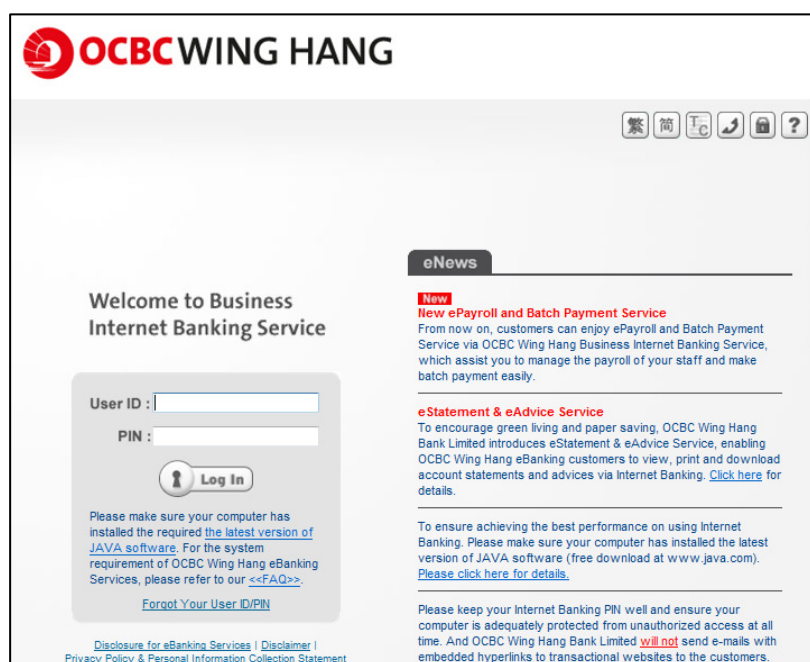 OCBC WING HANG
繁 简 TC ?
eNews
Welcome to Business
Internet Banking Service
User ID :
PIN :
Log In
Please make sure your computer has
installed the required the latest version of
JAVA software. For the system
requirement of OCBC Wing Hang eBanking
Services, please refer to our <<FAQ>>.
Forgot Your User ID/PIN
Disclosure for eBanking Services | Disclaimer |
Privacy Policy & Personal Information Collection Statement
New
New ePayroll and Batch Payment Service
From now on, customers can enjoy ePayroll and Batch Payment
Service via OCBC Wing Hang Business Internet Banking Service,
which assist you to manage the payroll of your staff and make
batch payment easily.
eStatement & eAdvice Service
To encourage green living and paper saving, OCBC Wing Hang
Bank Limited introduces eStatement & eAdvice Service, enabling
OCBC Wing Hang eBanking customers to view, print and download
account statements and advices via Internet Banking. Click here for
details.
To ensure achieving the best performance on using Internet
Banking. Please make sure your computer has installed the latest
version of JAVA software (free download at www.java.com).
Please click here for details.
Please keep your Internet Banking PIN well and ensure your
computer is adequately protected from unauthorized access at all
time. And OCBC Wing Hang Bank Limited will not send e-mails with
embedded hyperlinks to transactional websites to the customers.